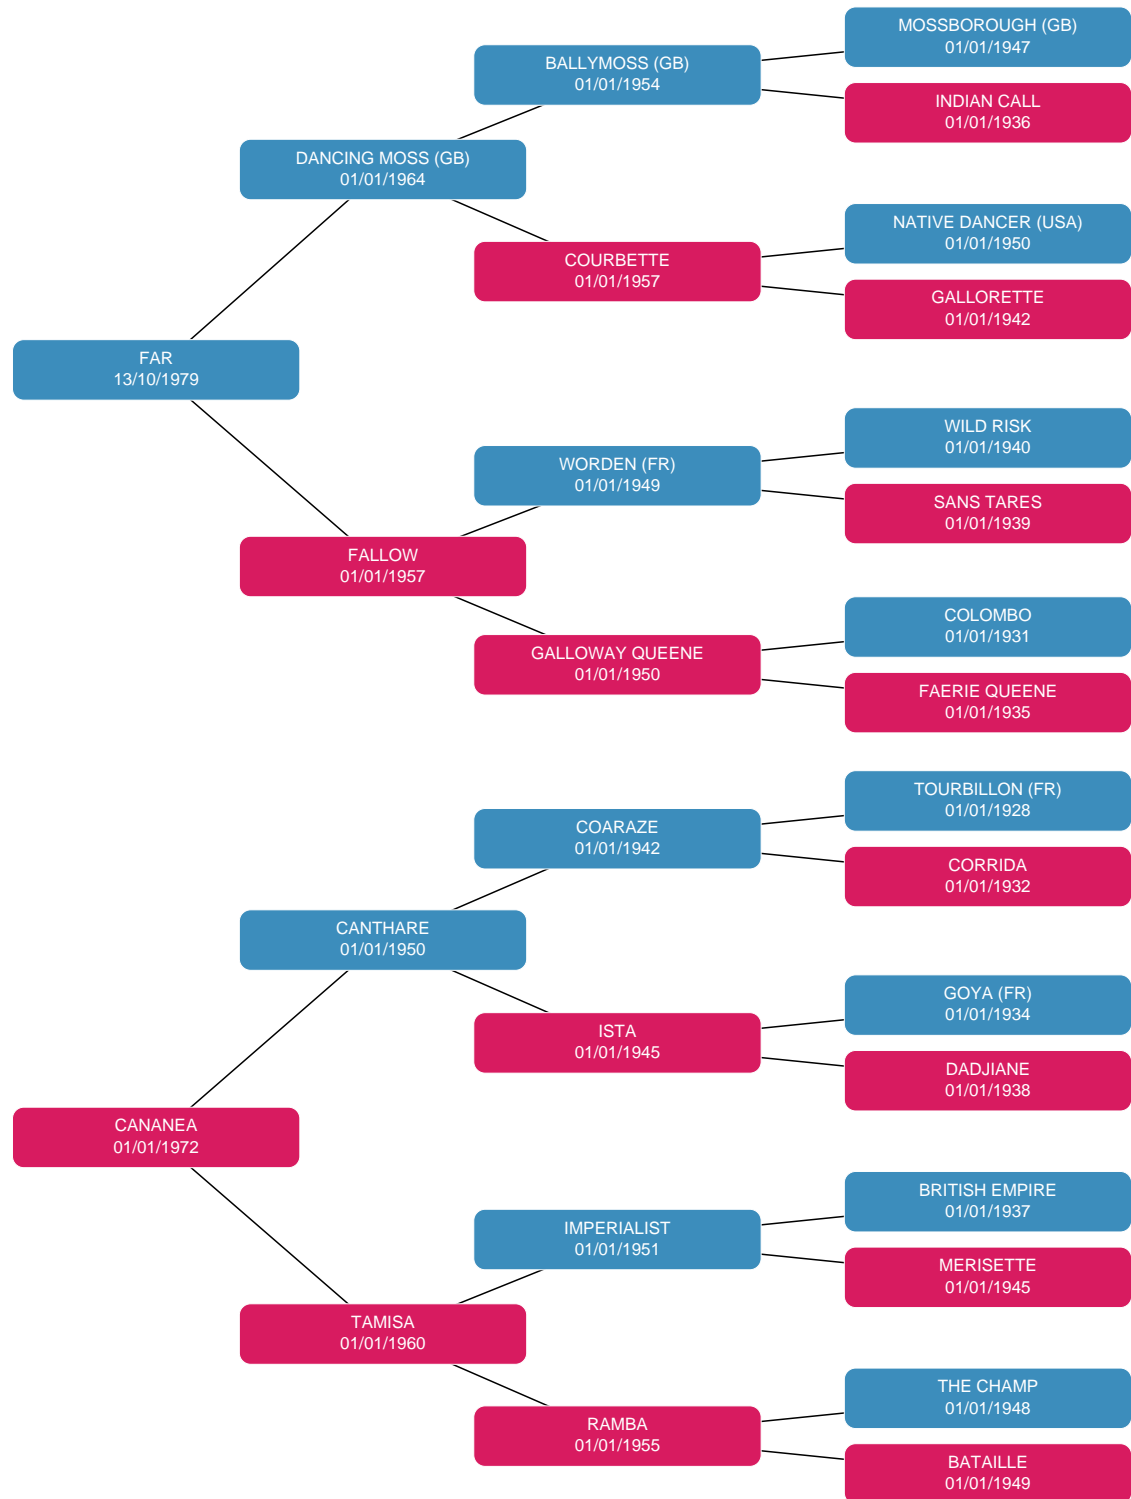 MOSSBOROUGH (GB)
01/01/1947
BALLYMOSS (GB)
01/01/1954
INDIAN CALL
01/01/1936
DANCING MOSS (GB)
01/01/1964
NATIVE DANCER (USA)
01/01/1950
COURBETTE
01/01/1957
GALLORETTE
01/01/1942
FAR
13/10/1979
WILD RISK
01/01/1940
WORDEN (FR)
01/01/1949
SANS TARES
01/01/1939
FALLOW
01/01/1957
COLOMBO
01/01/1931
GALLOWAY QUEENE
01/01/1950
FAERIE QUEENE
01/01/1935
TOURBILLON (FR)
01/01/1928
COARAZE
01/01/1942
CORRIDA
01/01/1932
CANTHARE
01/01/1950
GOYA (FR)
01/01/1934
ISTA
01/01/1945
DADJIANE
01/01/1938
CANANEA
01/01/1972
BRITISH EMPIRE
01/01/1937
IMPERIALIST
01/01/1951
MERISETTE
01/01/1945
TAMISA
01/01/1960
THE CHAMP
01/01/1948
RAMBA
01/01/1955
BATAILLE
01/01/1949